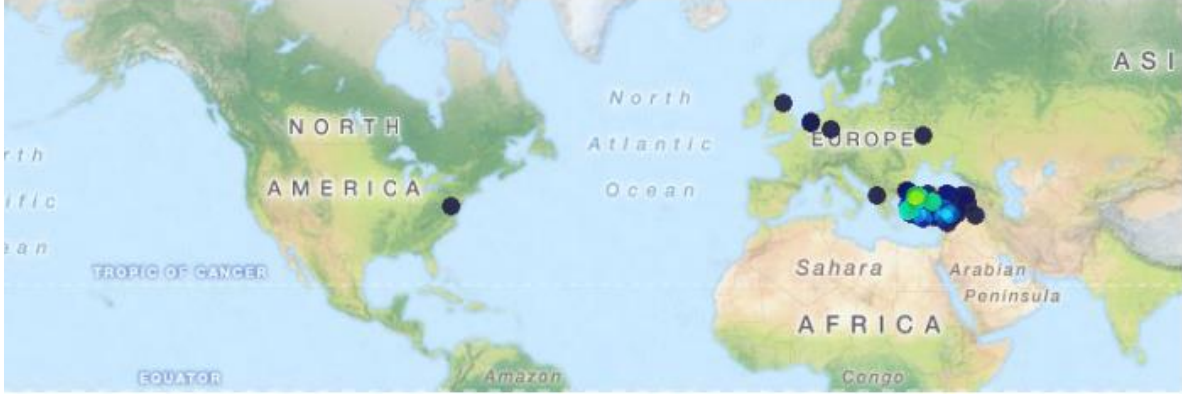 ASI
North
NORTH
EUROPE
Atlantic
rth
AMERICA
Ocean
ific
ean
TROPIC OF CANCER
Sahara
Arabian
Peninsula
AFRICA
EQUATOR
Amazon
Congo